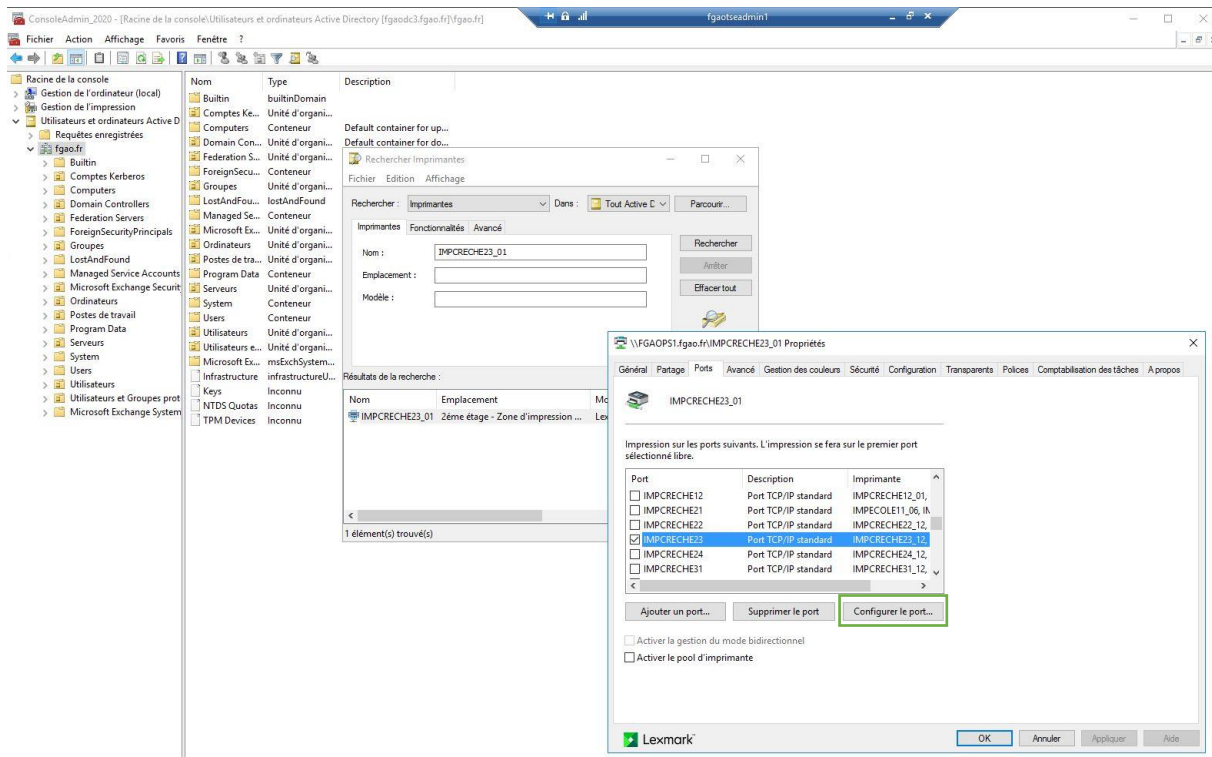 ConsoleAdmin_2020 - [Racine de la console\Utilisateurs et ordinateurs Active Directory [fgaodc3.fgao.fr]\fgao.fr]
fgaotseadmin1
Fichier Action Affichage Favoris Fenêtre ?
Racine de la console
Gestion de l'ordinateur (local)
Gestion de l'impression
Utilisateurs et ordinateurs Active D
Requêtes enregistrées
fgao.fr
Builtin
Comptes Kerberos
Computers
Domain Controllers
Federation Servers
ForeignSecurityPrincipals
Groupes
LostAndFound
Managed Service Accounts
Microsoft Exchange Securit
Ordinateurs
Postes de travail
Program Data
Serveurs
System
Users
Utilisateurs
Utilisateurs et Groupes prot
Microsoft Exchange System
Nom Type Description
Builtin builtinDomain
Comptes Ke... Unité d'organi...
Computers Conteneur Default container for up...
Domain Con... Unité d'organi... Default container for do...
Federation S... Unité d'organi...
ForeignSecu... Conteneur
Groupes Unité d'organi...
LostAndFou... lostAndFound
Managed Se... Conteneur
Microsoft Ex... Unité d'organi...
Ordinateurs Unité d'organi...
Postes de tra... Unité d'organi...
Program Data Conteneur
Serveurs Unité d'organi...
System Conteneur
Users Conteneur
Utilisateurs Unité d'organi...
Utilisateurs e... Unité d'organi...
Microsoft Ex... msExchSystem...
Infrastructure infrastructureU...
Keys Inconnu
NTDS Quotas Inconnu
TPM Devices Inconnu
Rechercher Imprimantes
Fichier Edition Affichage
Rechercher : Imprimantes Dans : Tout Active D Parcourir...
Imprimantes Fonctionnalités Avancé
Nom : IMPCRECHE23_01
Emplacement :
Modèle :
Rechercher
Arrêter
Effacer tout
Résultats de la recherche :
Nom Emplacement Mo
IMPCRECHE23_01 2éme étage - Zone d'impression ... Lex
1 élément(s) trouvé(s)
\\FGAOPS1.fgao.fr\IMPCRECHE23_01 Propriétés
Général Partage Ports Avancé Gestion des couleurs Sécurité Configuration Transparents Polices Comptabilisation des tâches A propos
IMPCRECHE23_01
Impression sur les ports suivants. L'impression se fera sur le premier port
sélectionné libre.
Port Description Imprimante
IMPCRECHE12 Port TCP/IP standard IMPCRECHE12_01,
IMPCRECHE21 Port TCP/IP standard IMPECOLE11_06, IM
IMPCRECHE22 Port TCP/IP standard IMPCRECHE22_12,
IMPCRECHE23 Port TCP/IP standard IMPCRECHE23_12,
IMPCRECHE24 Port TCP/IP standard IMPCRECHE24_12,
IMPCRECHE31 Port TCP/IP standard IMPCRECHE31_12,
Ajouter un port... Supprimer le port Configurer le port...
Activer la gestion du mode bidirectionnel
Activer le pool d'imprimante
Lexmark
OK Annuler Appliquer Aide